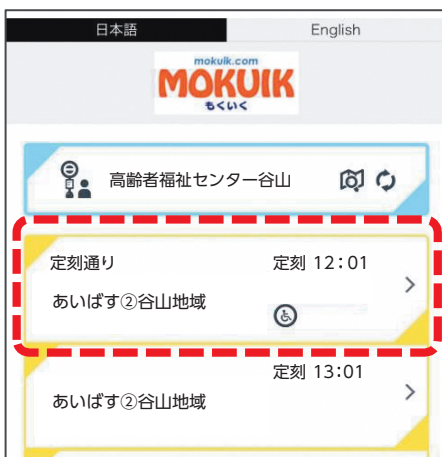 日本語
English
mokuik.com
MOKUIK
もくいく
高齢者福祉センター谷山
定刻通り 定刻 12:01
あいばす②谷山地域
定刻 13:01
あいばす②谷山地域